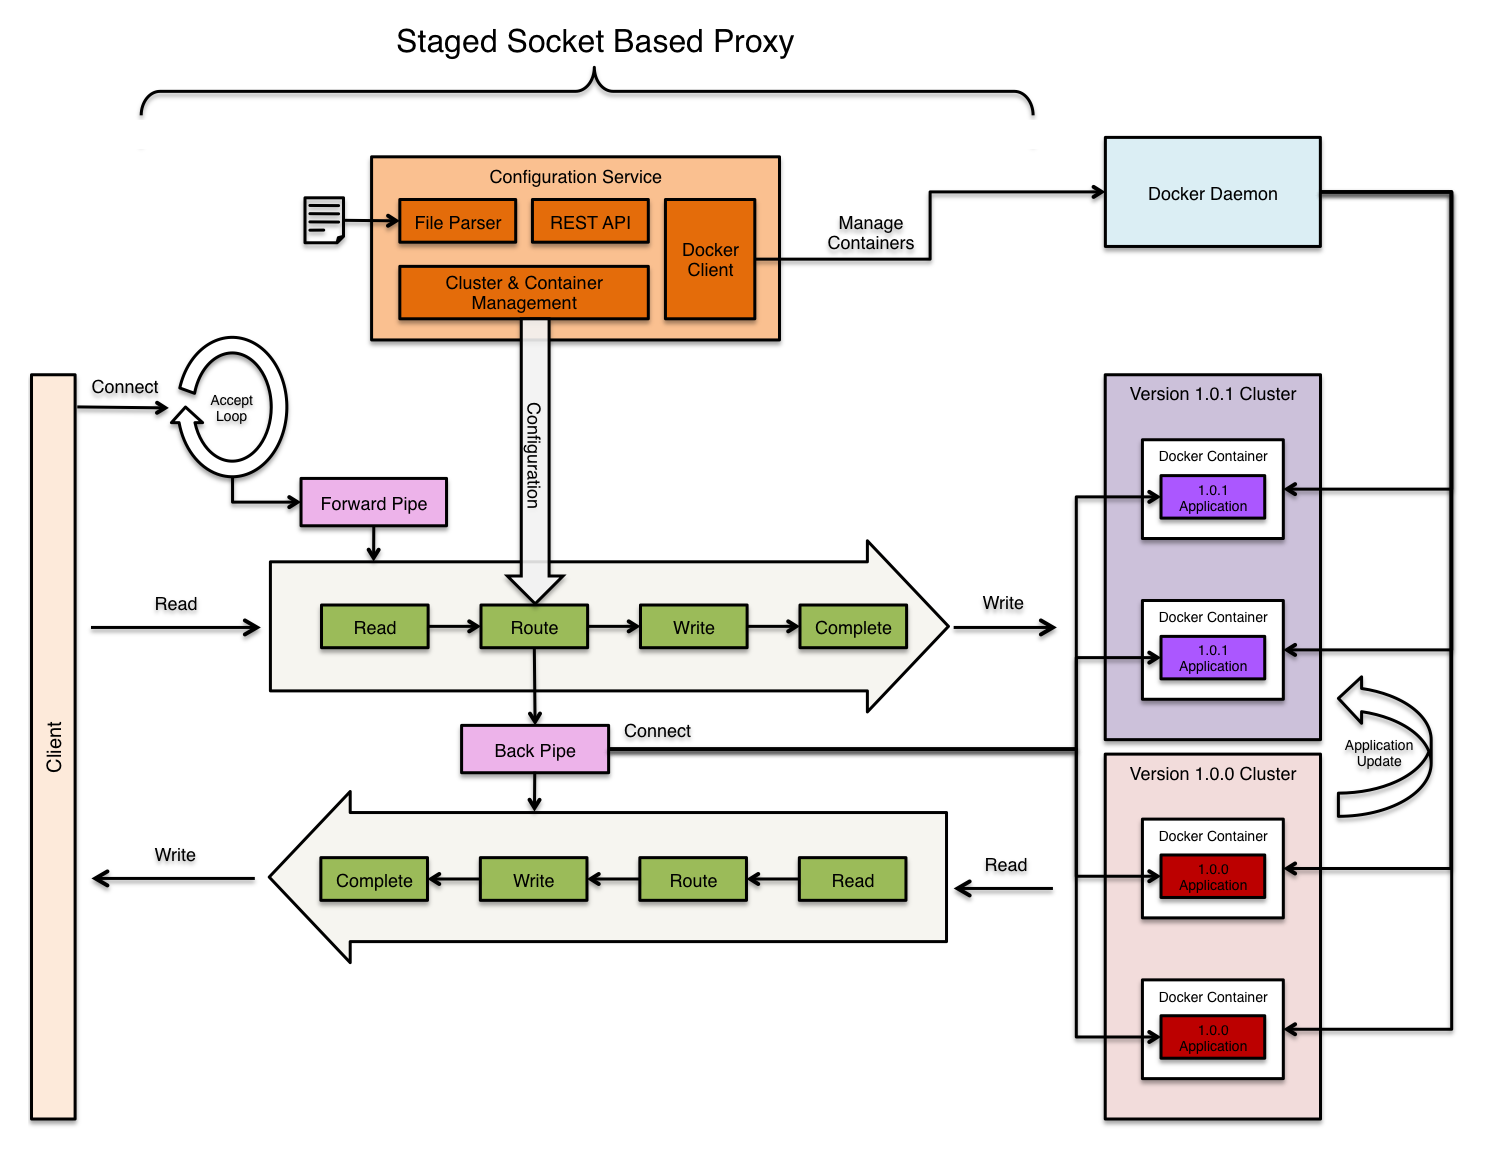 Staged Socket Based Proxy
Configuration Service
File Parser
REST API
Docker
Client
Cluster & Container
Management
Manage
Containers
Docker Daemon
Connect
Accept
Loop
Configuration
Forward Pipe
Read
Read
Route
Write
Complete
Write
Back Pipe
Connect
Client
Write
Complete
Write
Route
Read
Read
Version 1.0.1 Cluster
Docker Container
1.0.1
Application
Docker Container
1.0.1
Application
Application
Update
Version 1.0.0 Cluster
Docker Container
1.0.0
Application
Docker Container
1.0.0
Application